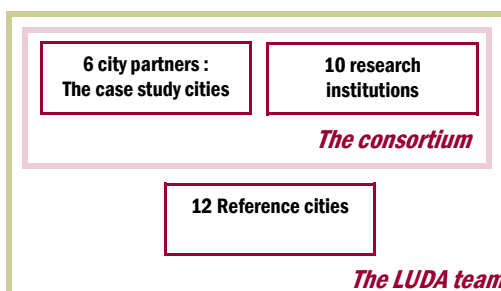 6 city partners :
The case study cities
10 research
institutions
The consortium
12 Reference cities
The LUDA team